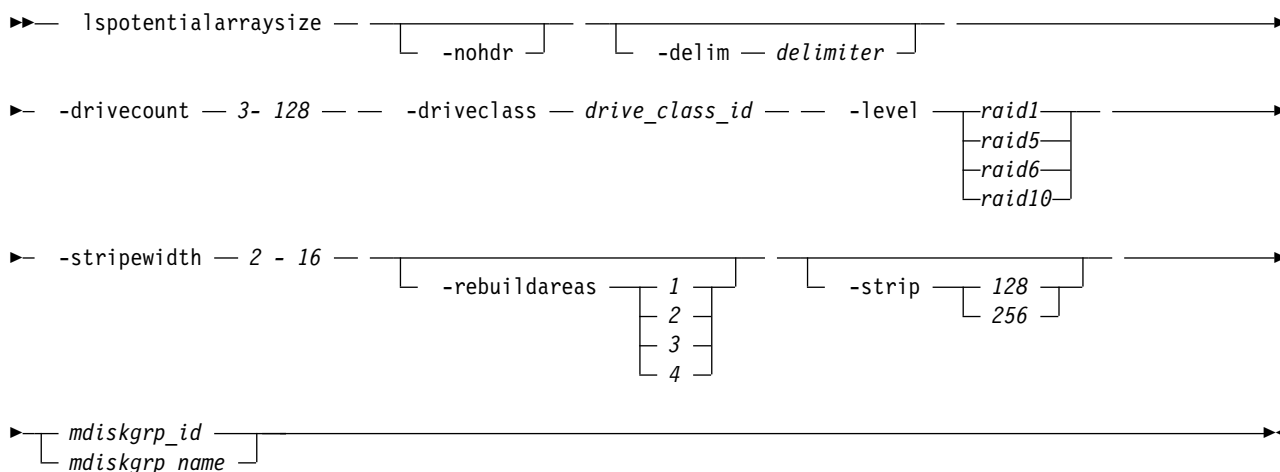 lspotentialarraysize
-nohdr
-delim delimiter
-drivecount 3- 128 -driveclass drive_class_id -level raid1
raid5
raid6
raid10
-stripewidth 2 - 16
-rebuildareas 1
2
3
4
-strip 128
256
mdiskgrp_id
mdiskgrp_name